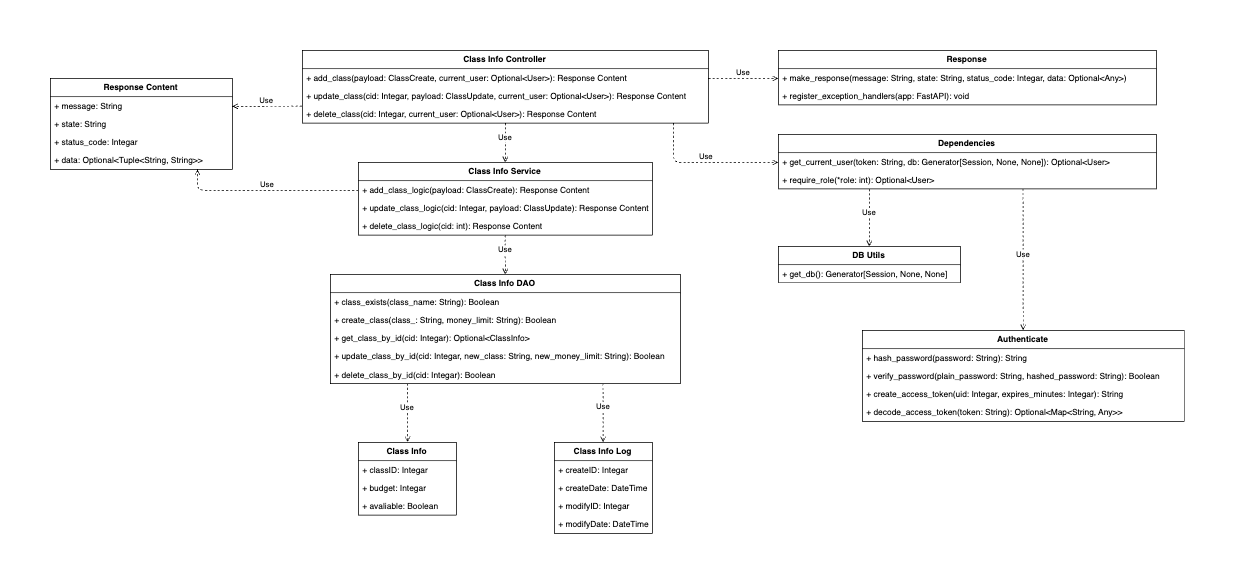 Class Info Controller
+ add_class(payload: ClassCreate, current_user: Optional<User>): Response Content
+ update_class(cid: Integar, payload: ClassUpdate, current_user: Optional<User>): Response Content
+ delete_class(cid: Integar, current_user: Optional<User>): Response Content
Use
Response
+ make_response(message: String, state: String, status_code: Integar, data: Optional<Any>)
+ register_exception_handlers(app: FastAPI): void
Response Content
+ message: String
+ state: String
+ status_code: Integar
+ data: Optional<Tuple<String, String>>
Use
Use
Use
Dependencies
+ get_current_user(token: String, db: Generator[Session, None, None]): Optional<User>
+ require_role(*role: int): Optional<User>
Class Info Service
+ add_class_logic(payload: ClassCreate): Response Content
+ update_class_logic(cid: Integar, payload: ClassUpdate): Response Content
+ delete_class_logic(cid: int): Response Content
Use
Use
Use
Use
DB Utils
+ get_db(): Generator[Session, None, None]
Class Info DAO
+ class_exists(class_name: String): Boolean
+ create_class(class_: String, money_limit: String): Boolean
+ get_class_by_id(cid: Integar): Optional<ClassInfo>
+ update_class_by_id(cid: Integar, new_class: String, new_money_limit: String): Boolean
+ delete_class_by_id(cid: Integar): Boolean
Authenticate
+ hash_password(password: String): String
+ verify_password(plain_password: String, hashed_password: String): Boolean
+ create_access_token(uid: Integar, expires_minutes: Integar): String
+ decode_access_token(token: String): Optional<Map<String, Any>>
Use
Use
Class Info
+ classID: Integar
+ budget: Integar
+ avaliable: Boolean
Class Info Log
+ createID: Integar
+ createDate: DateTime
+ modifyID: Integar
+ modifyDate: DateTime